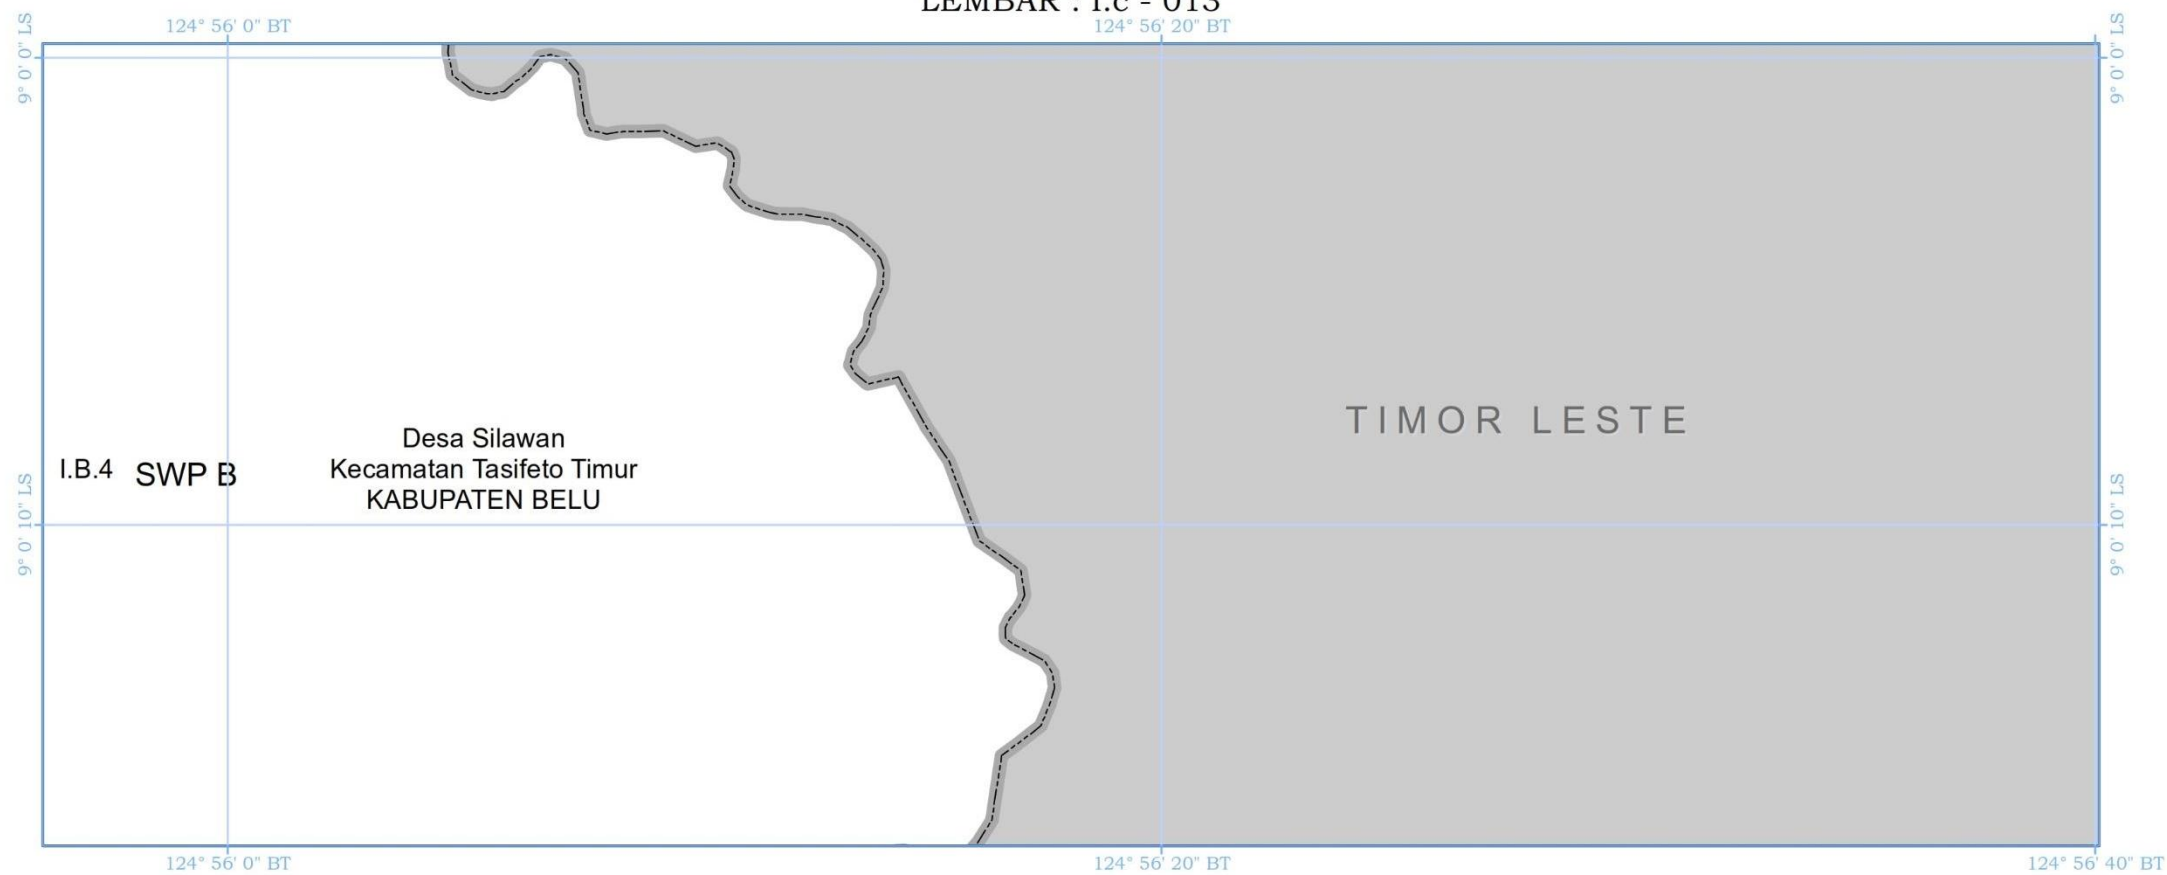 LEMBAR : I.c - 013
124° 56' 0" BT
124° 56' 20" BT
9° 0' 0" LS
9° 0' 0" LS
TIMOR LESTE
Desa Silawan
Kecamatan Tasifeto Timur
KABUPATEN BELU
I.B.4
SWP B
9° 0' 10" LS
9° 0' 10" LS
124° 56' 0" BT
124° 56' 20" BT
124° 56' 40" BT